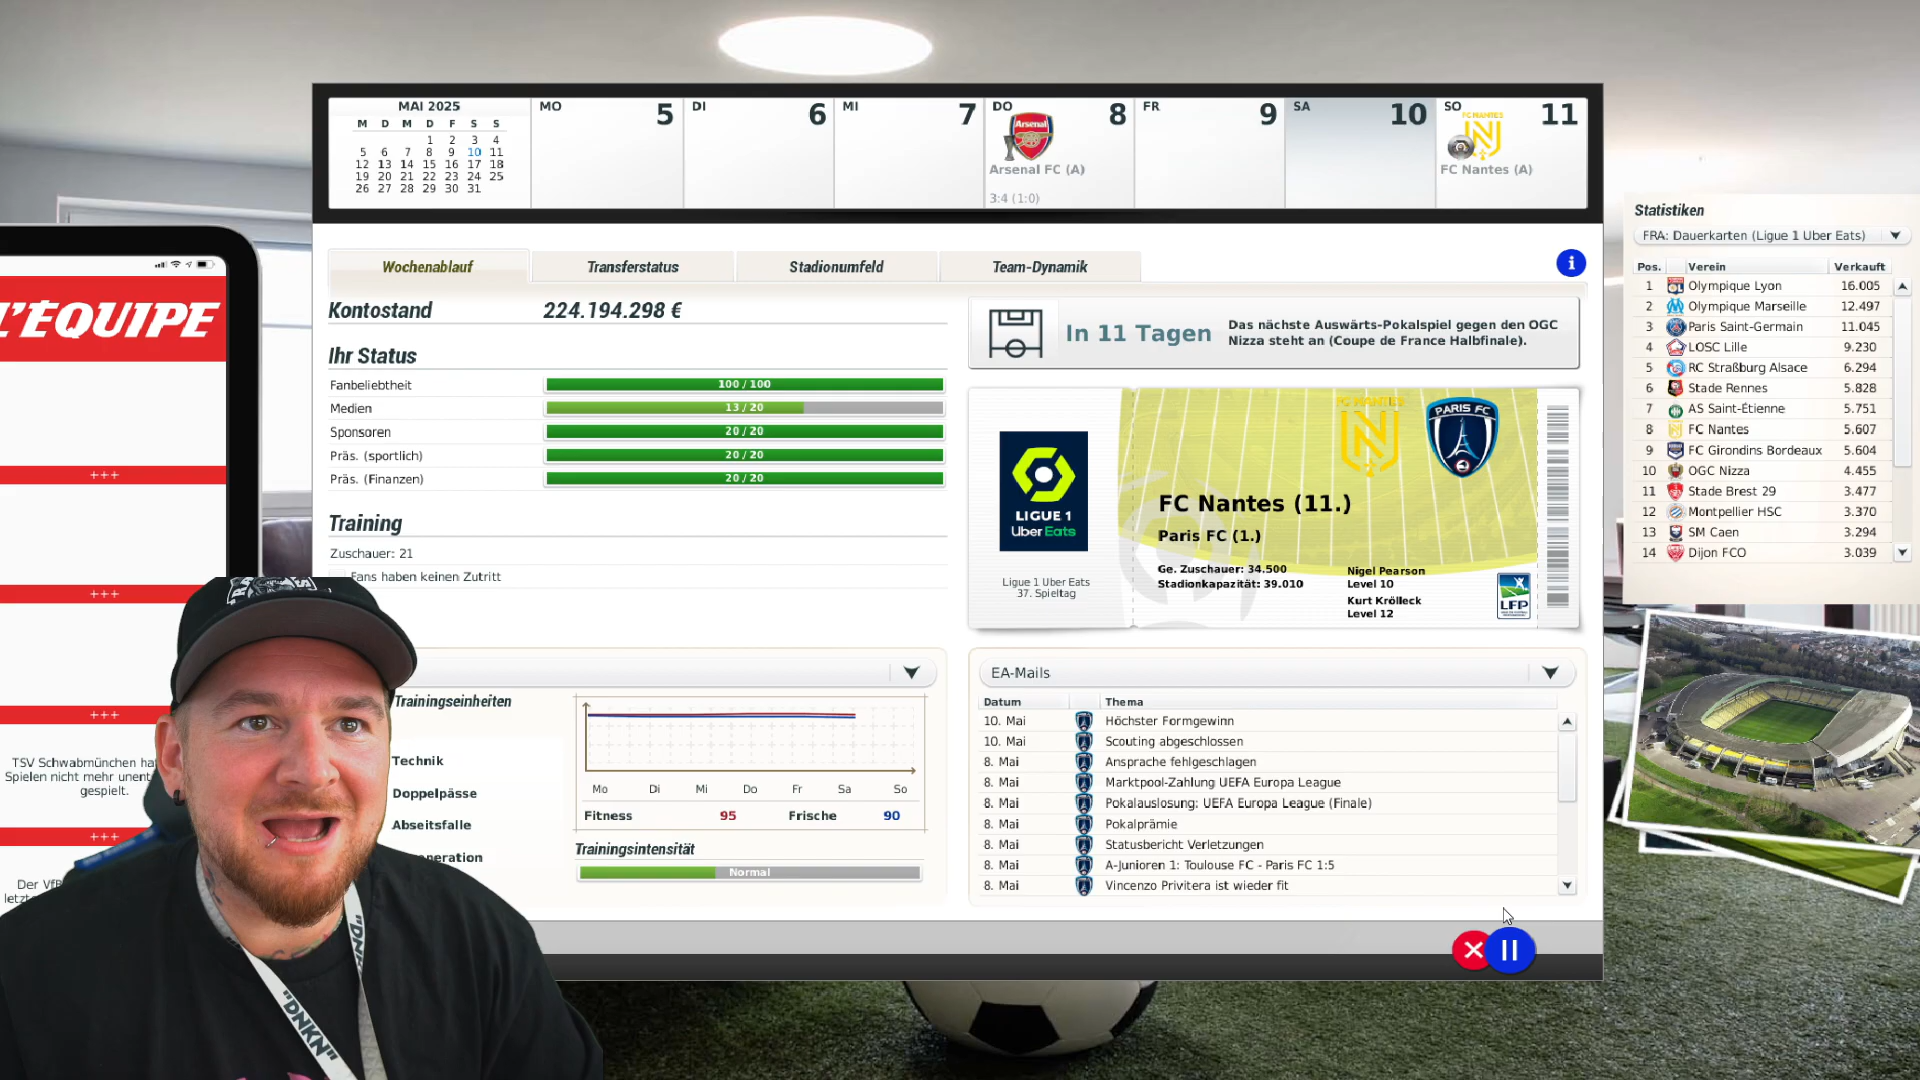 MAI 2025
M D M D F S S
1 2 3 4
5 6 7 8 9 10 11
12 13 14 15 16 17 18
19 20 21 22 23 24 25
26 27 28 29 30 31
MO 5
DI 6
MI 7
DO 8
Arsenal
Arsenal FC (A)
3:4 (1:0)
FR 9
SA 10
SO 11
FC NANTES
FC Nantes (A)
Wochenablauf
Transferstatus
Stadionumfeld
Team-Dynamik
i
Kontostand 224.194.298 €
Ihr Status
Fanbeliebtheit 100 / 100
Medien 13 / 20
Sponsoren 20 / 20
Präs. (sportlich) 20 / 20
Präs. (Finanzen) 20 / 20
Training
Zuschauer: 21
Fans haben keinen Zutritt
Trainingseinheiten
Technik
Doppelpässe
Abseitsfalle
neration
Mo Di Mi Do Fr Sa So
Fitness 95 Frische 90
Trainingsintensität
Normal
In 11 Tagen
Das nächste Auswärts-Pokalspiel gegen den OGC
Nizza steht an (Coupe de France Halbfinale).
LIGUE 1
Uber Eats
Ligue 1 Uber Eats
37. Spieltag
FC NANTES
PARIS FC
FC Nantes (11.)
Paris FC (1.)
Ge. Zuschauer: 34.500
Stadionkapazität: 39.010
Nigel Pearson
Level 10
Kurt Krölleck
Level 12
LFP
EA-Mails
Datum Thema
10. Mai Höchster Formgewinn
10. Mai Scouting abgeschlossen
8. Mai Ansprache fehlgeschlagen
8. Mai Marktpool-Zahlung UEFA Europa League
8. Mai Pokalauslosung: UEFA Europa League (Finale)
8. Mai Pokalprämie
8. Mai Statusbericht Verletzungen
8. Mai A-Junioren 1: Toulouse FC - Paris FC 1:5
8. Mai Vincenzo Privitera ist wieder fit
Statistiken
FRA: Dauerkarten (Ligue 1 Uber Eats)
Pos. Verein Verkauft
1 Olympique Lyon 16.005
2 Olympique Marseille 12.497
3 Paris Saint-Germain 11.045
4 LOSC Lille 9.230
5 RC Straßburg Alsace 6.294
6 Stade Rennes 5.828
7 AS Saint-Étienne 5.751
8 FC Nantes 5.607
9 FC Girondins Bordeaux 5.604
10 OGC Nizza 4.455
11 Stade Brest 29 3.477
12 Montpellier HSC 3.370
13 SM Caen 3.294
14 Dijon FCO 3.039
L'ÉQUIPE
+++
+++
+++
TSV Schwabmünchen hat
Spielen nicht mehr unent
gespielt.
+++
Der VfB
letzt
"DNKN"
"DNKN